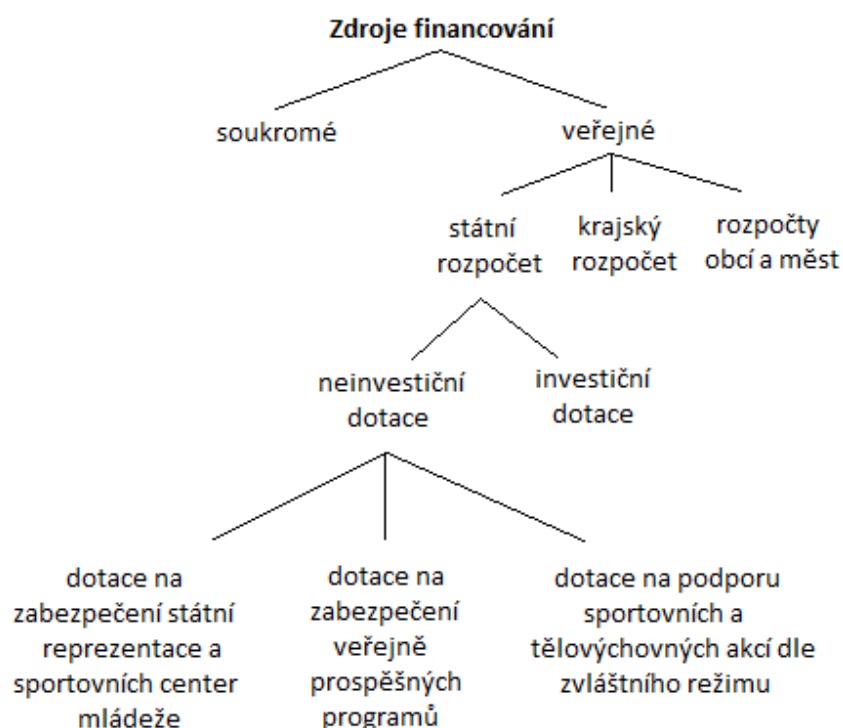 Zdroje financování
soukromé
veřejné
státní
rozpočet
krajský
rozpočet
rozpočty
obcí a měst
neinvestiční
dotace
investiční
dotace
dotace na
zabezpečení státní
reprezentace a
sportovních center
mládeže
dotace na
zabezpečení
veřejně
prospěšných
programů
dotace na podporu
sportovních a
tělovýchovných akcí dle
zvláštního režimu